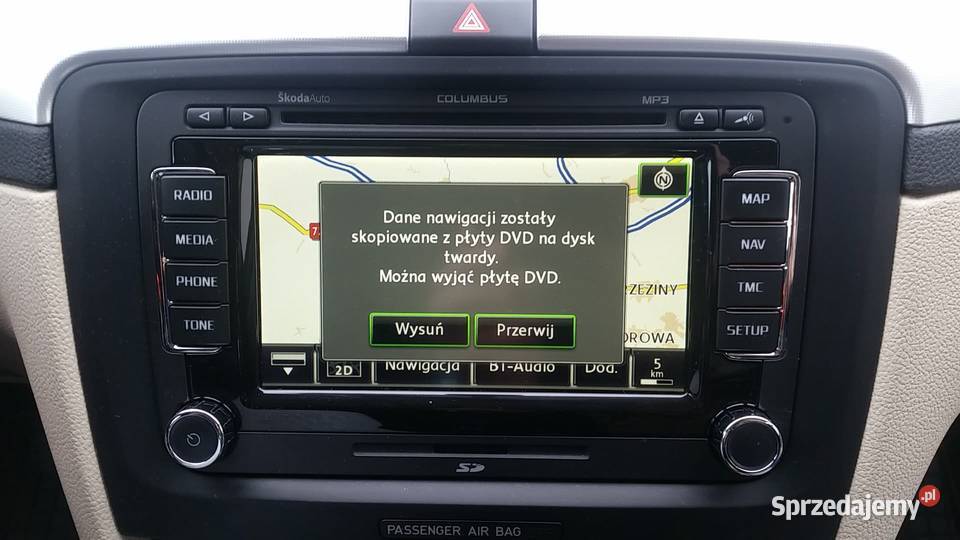 ŠkodaAuto
COLUMBUS
MP3
RADIO
MEDIA
PHONE
TONE
MAP
NAV
TMC
SETUP
N
Dane nawigacji zostały
skopiowane z płyty DVD na dysk
twardy.
Można wyjąć płytę DVD.
Wysuń
Przerwij
RZEZINY
DROWA
2D
Nawigacja
BT-Audio
Dod.
5
km
SD
PASSENGER AIR BAG
Sprzedajemy.pl